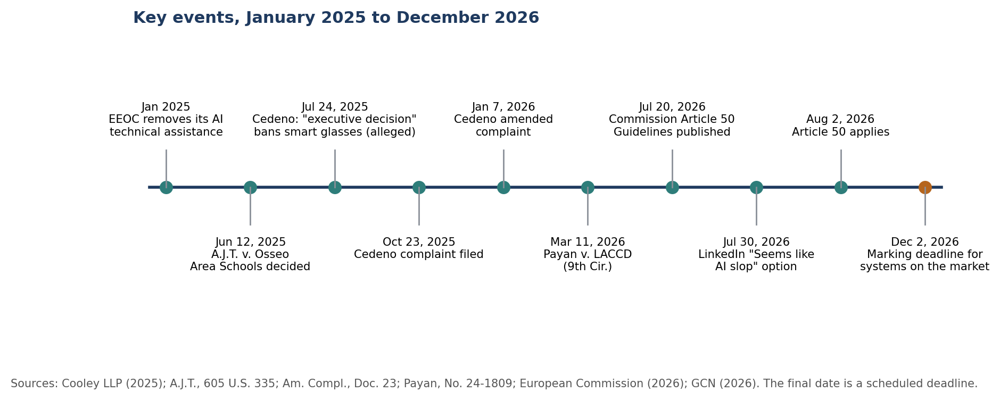 Key events, January 2025 to December 2026
Jan 2025
EEOC removes its AI
technical assistance
Jul 24, 2025
Cedeno: "executive decision"
bans smart glasses (alleged)
Jan 7, 2026
Cedeno amended
complaint
Jul 20, 2026
Commission Article 50
Guidelines published
Aug 2, 2026
Article 50 applies
Jun 12, 2025
A.J.T. v. Osseo
Area Schools decided
Oct 23, 2025
Cedeno complaint filed
Mar 11, 2026
Payan v. LACCD
(9th Cir.)
Jul 30, 2026
LinkedIn "Seems like
AI slop" option
Dec 2, 2026
Marking deadline for
systems on the market
Sources: Cooley LLP (2025); A.J.T., 605 U.S. 335; Am. Compl., Doc. 23; Payan, No. 24-1809; European Commission (2026); GCN (2026). The final date is a scheduled deadline.